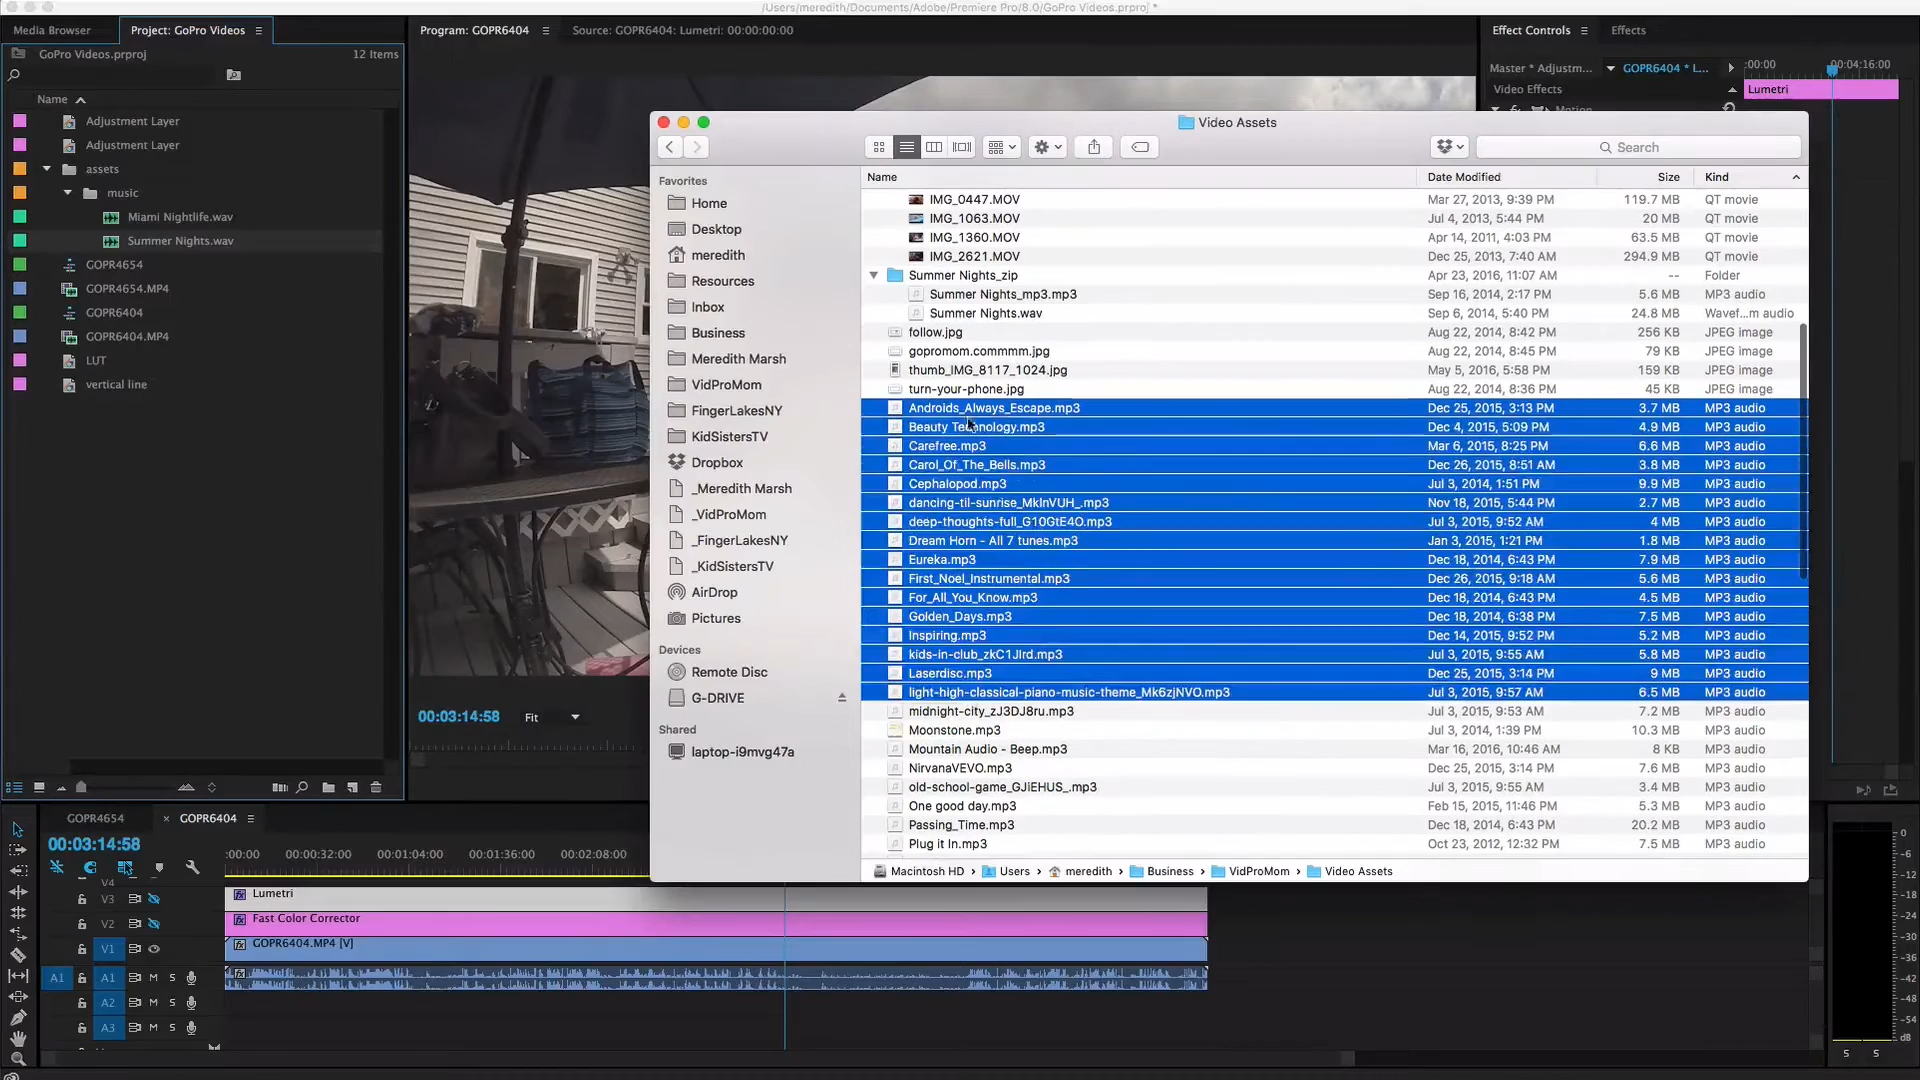 /Users/meredith/Documents/Adobe/Premiere Pro/8.0/GoPro Videos.prproj *
Media Browser
Project: GoPro Videos
Program: GOPR6404
Source: GOPR6404: Lumetri: 00:00:00:00
Effect Controls
Effects
GoPro Videos.prproj
12 Items
Name
Adjustment Layer
Adjustment Layer
assets
music
Miami Nightlife.wav
Summer Nights.wav
GOPR4654
GOPR4654.MP4
GOPR6404
GOPR6404.MP4
LUT
vertical line
Master * Adjustm...
GOPR6404 * L...
:00:00
00:04:16:00
Video Effects
Lumetri
Motion
Video Assets
Search
Favorites
Home
Desktop
meredith
Resources
Inbox
Business
Meredith Marsh
VidProMom
FingerLakesNY
KidSistersTV
Dropbox
_Meredith Marsh
_VidProMom
_FingerLakesNY
_KidSistersTV
AirDrop
Pictures
Devices
Remote Disc
G-DRIVE
Shared
laptop-i9mvg47a
Name Date Modified Size Kind
IMG_0447.MOV Mar 27, 2013, 9:39 PM 119.7 MB QT movie
IMG_1063.MOV Jul 4, 2013, 5:44 PM 20 MB QT movie
IMG_1360.MOV Apr 14, 2011, 4:03 PM 63.5 MB QT movie
IMG_2621.MOV Dec 25, 2013, 7:40 AM 294.9 MB QT movie
Summer Nights_zip Apr 23, 2016, 11:07 AM -- Folder
Summer Nights_mp3.mp3 Sep 16, 2014, 2:17 PM 5.6 MB MP3 audio
Summer Nights.wav Sep 6, 2014, 5:40 PM 24.8 MB Wavef...m audio
follow.jpg Aug 22, 2014, 8:42 PM 256 KB JPEG image
gopromom.commmm.jpg Aug 22, 2014, 8:45 PM 79 KB JPEG image
thumb_IMG_8117_1024.jpg May 5, 2016, 5:58 PM 159 KB JPEG image
turn-your-phone.jpg Aug 22, 2014, 8:36 PM 45 KB JPEG image
Androids_Always_Escape.mp3 Dec 25, 2015, 3:13 PM 3.7 MB MP3 audio
Beauty Technology.mp3 Dec 4, 2015, 5:09 PM 4.9 MB MP3 audio
Carefree.mp3 Mar 6, 2015, 8:25 PM 6.6 MB MP3 audio
Carol_Of_The_Bells.mp3 Dec 26, 2015, 8:51 AM 3.8 MB MP3 audio
Cephalopod.mp3 Jul 3, 2014, 1:51 PM 9.9 MB MP3 audio
dancing-til-sunrise_MkInVUH_.mp3 Nov 18, 2015, 5:44 PM 2.7 MB MP3 audio
deep-thoughts-full_G10GtE4O.mp3 Jul 3, 2015, 9:52 AM 4 MB MP3 audio
Dream Horn - All 7 tunes.mp3 Jan 3, 2015, 1:21 PM 1.8 MB MP3 audio
Eureka.mp3 Dec 18, 2014, 6:43 PM 7.9 MB MP3 audio
First_Noel_Instrumental.mp3 Dec 26, 2015, 9:18 AM 5.6 MB MP3 audio
For_All_You_Know.mp3 Dec 18, 2014, 6:43 PM 4.5 MB MP3 audio
Golden_Days.mp3 Dec 18, 2014, 6:38 PM 7.5 MB MP3 audio
Inspiring.mp3 Dec 14, 2015, 9:52 PM 5.2 MB MP3 audio
kids-in-club_zkC1Jlrd.mp3 Jul 3, 2015, 9:55 AM 5.8 MB MP3 audio
Laserdisc.mp3 Dec 25, 2015, 3:14 PM 9 MB MP3 audio
light-high-classical-piano-music-theme_Mk6zjNVO.mp3 Jul 3, 2015, 9:57 AM 6.5 MB MP3 audio
midnight-city_zJ3DJ8ru.mp3 Jul 3, 2015, 9:53 AM 7.2 MB MP3 audio
Moonstone.mp3 Jul 3, 2014, 1:39 PM 10.3 MB MP3 audio
Mountain Audio - Beep.mp3 Mar 16, 2016, 10:46 AM 8 KB MP3 audio
NirvanaVEVO.mp3 Dec 25, 2015, 3:14 PM 7.6 MB MP3 audio
old-school-game_GJiEHUS_.mp3 Jul 3, 2015, 9:55 AM 3.4 MB MP3 audio
One good day.mp3 Feb 15, 2015, 11:46 PM 5.3 MB MP3 audio
Passing_Time.mp3 Dec 18, 2014, 6:43 PM 20.2 MB MP3 audio
Plug it In.mp3 Oct 23, 2012, 12:32 PM 7.5 MB MP3 audio
Macintosh HD › Users › meredith › Business › VidProMom › Video Assets
00:03:14:58
Fit
GOPR4654
× GOPR6404
00:03:14:58
:00:00 00:00:32:00 00:01:04:00 00:01:36:00 00:02:08:00
V4
V3
Lumetri
V2
Fast Color Corrector
V1
GOPR6404.MP4 [V]
A1 A1 M S
A2 M S
A3 M S
0
-6
-12
-18
-24
-30
-36
-42
-48
-54
dB
S S